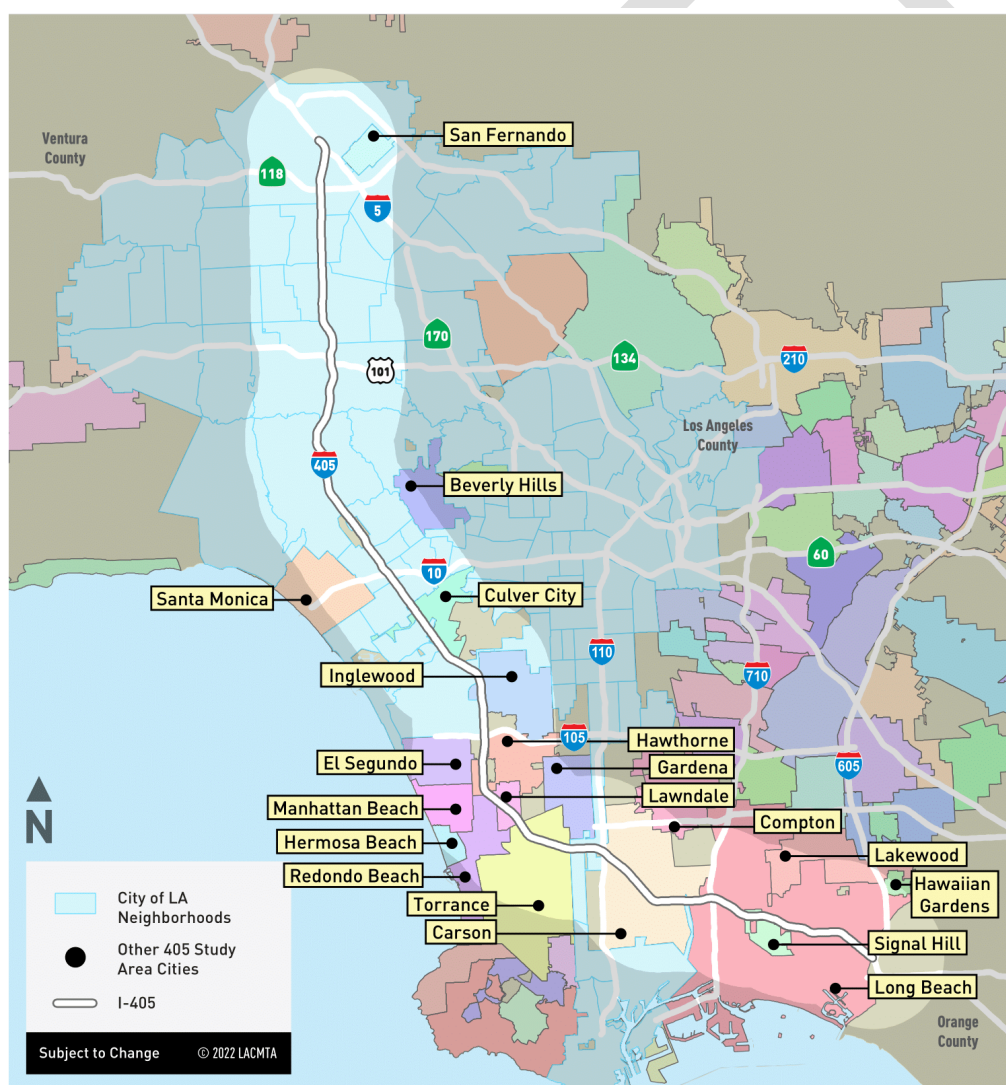 San Fernando
Ventura
County
118
5
170
134
210
101
Los Angeles
County
405
Beverly Hills
60
10
Santa Monica
Culver City
110
Inglewood
710
105
Hawthorne
El Segundo
Gardena
605
Lawndale
Manhattan Beach
Compton
N
Hermosa Beach
Lakewood
Redondo Beach
Hawaiian
Gardens
Torrance
Carson
Signal Hill
Long Beach
Orange
County
City of LA
Neighborhoods
Other 405 Study
Area Cities
I-405
Subject to Change © 2022 LACMTA